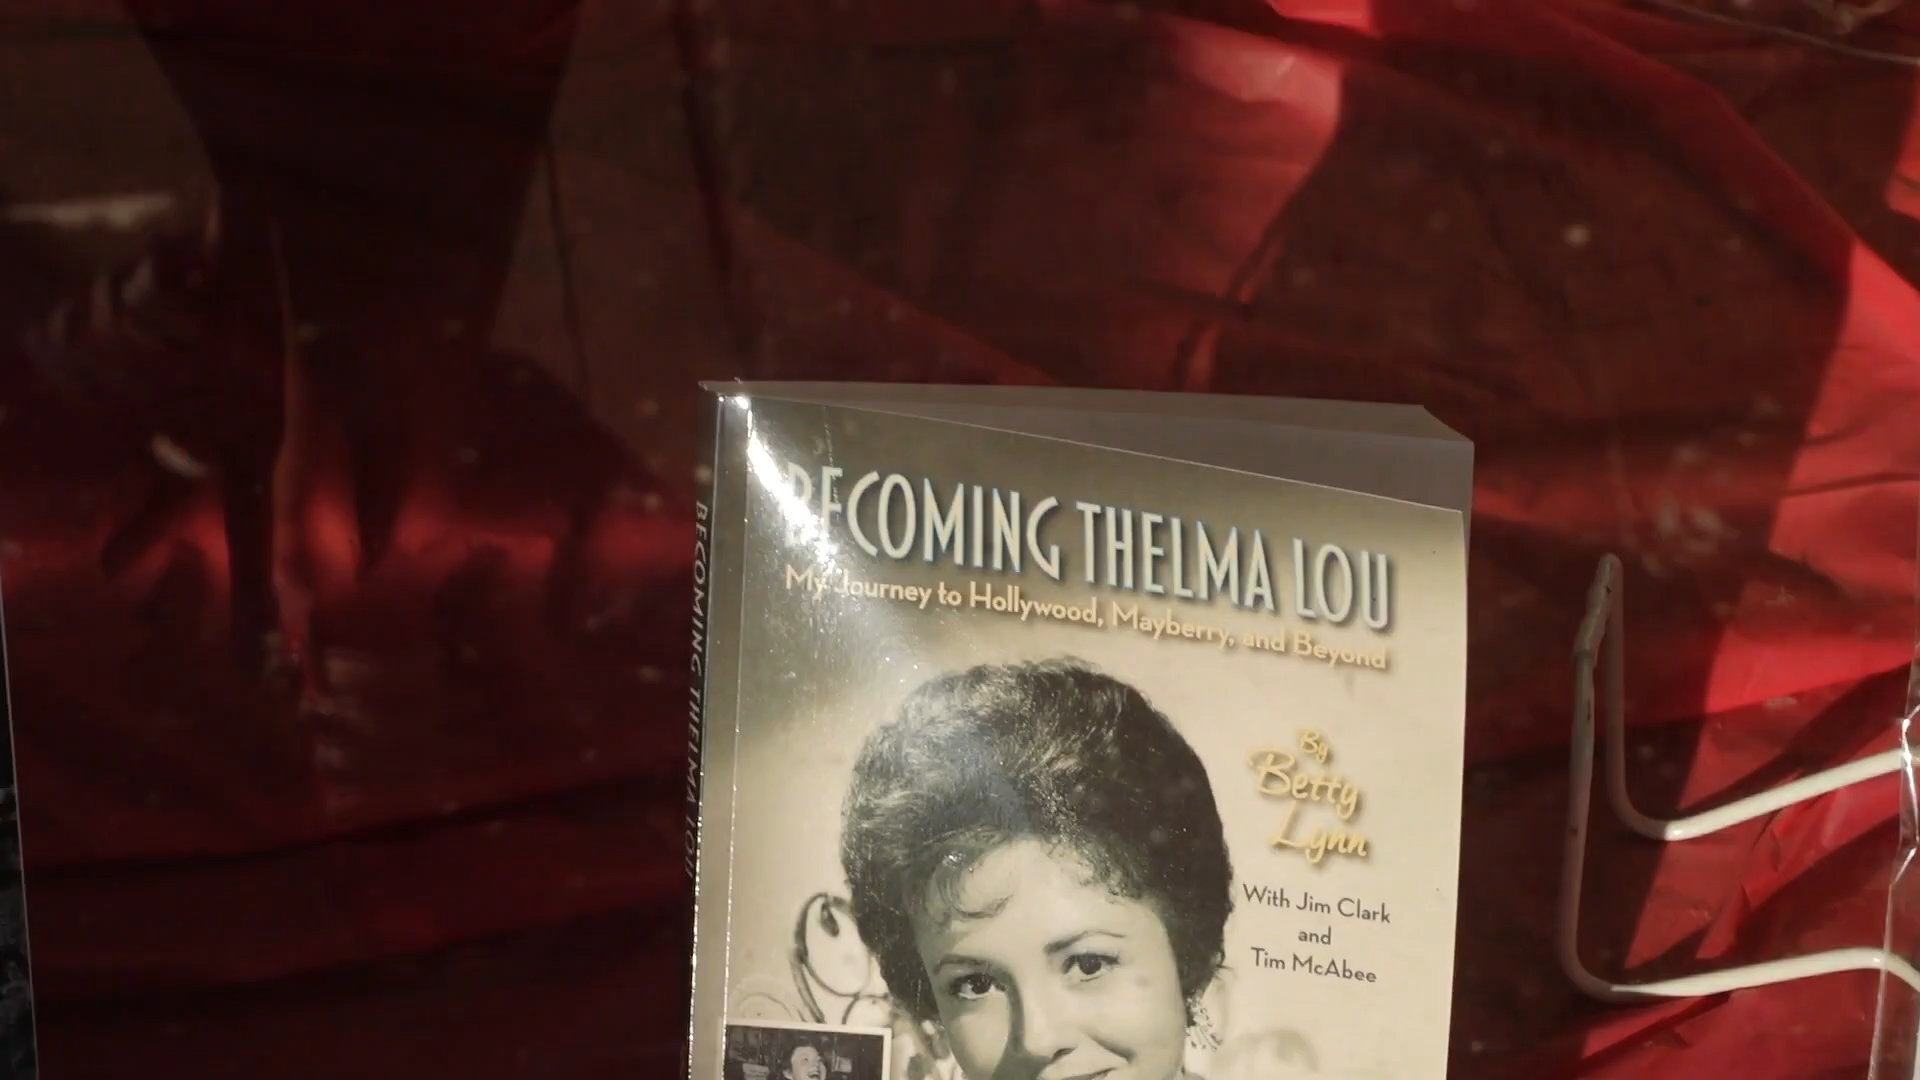 BECOMING THELMA LOU
My Journey to Hollywood, Mayberry, and Beyond
By
Betty
Lynn
With Jim Clark
and
Tim McAbee
BECOMING THELMA LOU